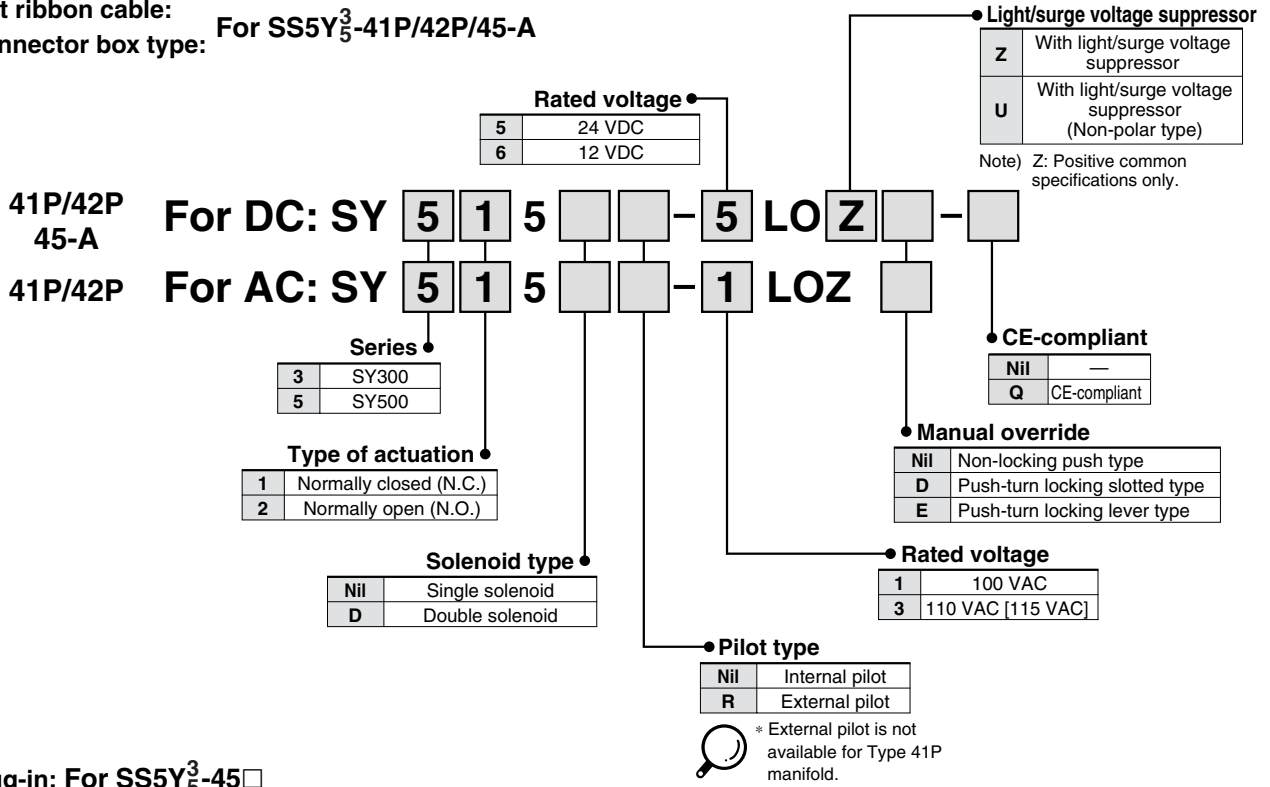 t ribbon cable:
nnector box type:
For SS5Y3/5-41P/42P/45-A
Light/surge voltage suppressor
Z With light/surge voltage
suppressor
U With light/surge voltage
suppressor
(Non-polar type)
Note) Z: Positive common
specifications only.
Rated voltage
5 24 VDC
6 12 VDC
41P/42P
45-A
For DC: SY 5 1 5 □ □ – 5 LO Z □ – □
41P/42P For AC: SY 5 1 5 □ □ – 1 LOZ □
Series
3 SY300
5 SY500
CE-compliant
Nil —
Q CE-compliant
Type of actuation
1 Normally closed (N.C.)
2 Normally open (N.O.)
Manual override
Nil Non-locking push type
D Push-turn locking slotted type
E Push-turn locking lever type
Solenoid type
Nil Single solenoid
D Double solenoid
Rated voltage
1 100 VAC
3 110 VAC [115 VAC]
Pilot type
Nil Internal pilot
R External pilot
* External pilot is not
available for Type 41P
manifold.
g-in: For SS5Y3/5-45□